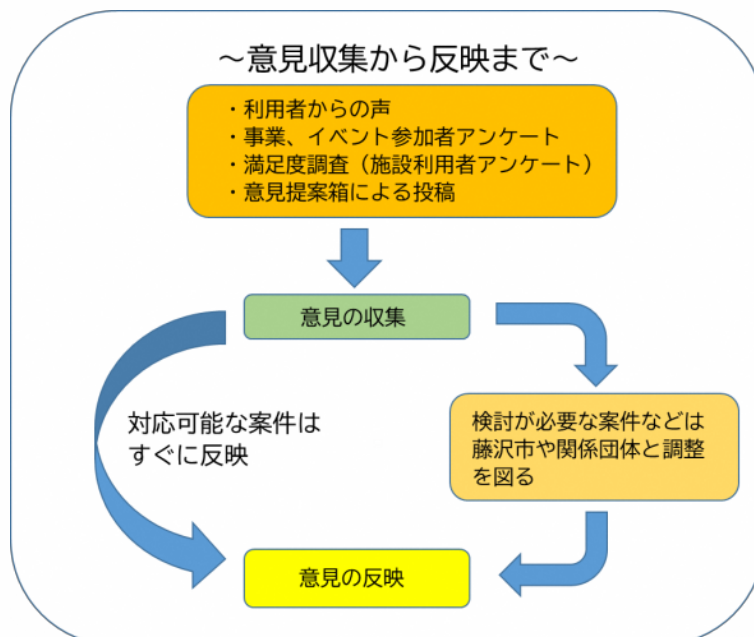 ～意見収集から反映まで～
・利用者からの声
・事業、イベント参加者アンケート
・満足度調査（施設利用者アンケート）
・意見提案箱による投稿
意見の収集
対応可能な案件は
すぐに反映
検討が必要な案件などは
藤沢市や関係団体と調整
を図る
意見の反映